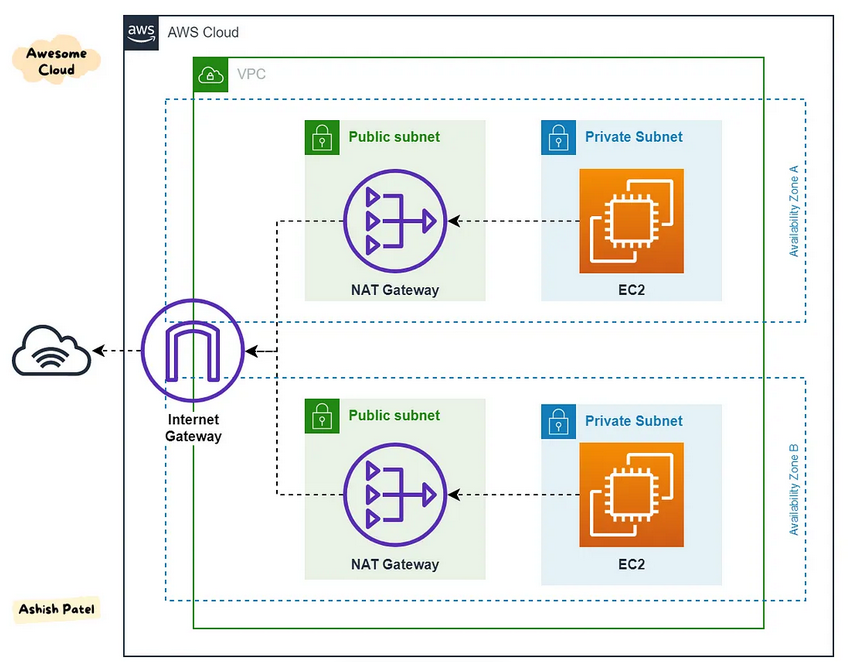 aws
AWS Cloud
Awesome
Cloud
VPC
Public subnet
Private Subnet
Availability Zone A
NAT Gateway
EC2
Internet
Gateway
Public subnet
Private Subnet
Availability Zone B
NAT Gateway
EC2
Ashish Patel